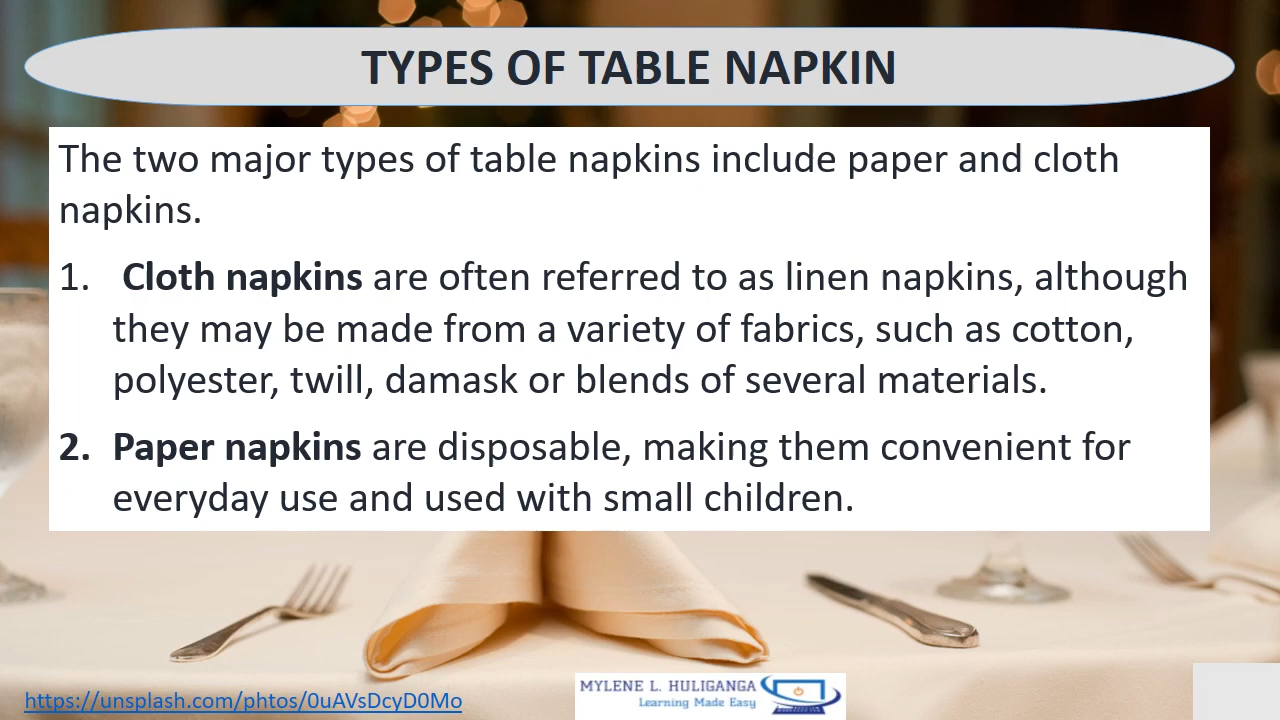 TYPES OF TABLE NAPKIN
The two major types of table napkins include paper and cloth
napkins.
1. Cloth napkins are often referred to as linen napkins, although
they may be made from a variety of fabrics, such as cotton,
polyester, twill, damask or blends of several materials.
2. Paper napkins are disposable, making them convenient for
everyday use and used with small children.
https://unsplash.com/phtos/0uAVsDcyD0Mo
MYLENE L. HULIGANGA
Learning Made Easy